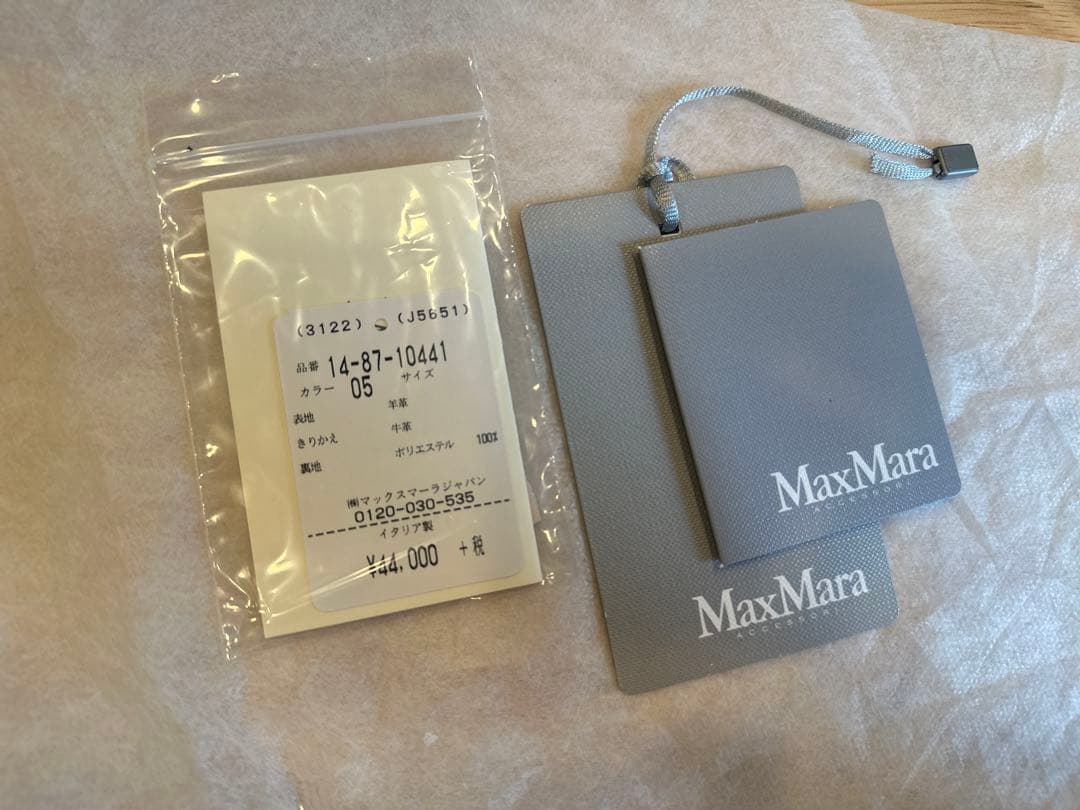 (3122) (J5651)
品番 14-87-10441
カラー 05 サイズ
表地 羊革
きりかえ 牛革
裏地 ポリエステル 100%
㈱マックスマーラジャパン
0120-030-535
イタリア製
¥44,000 +税
MaxMara
MaxMara